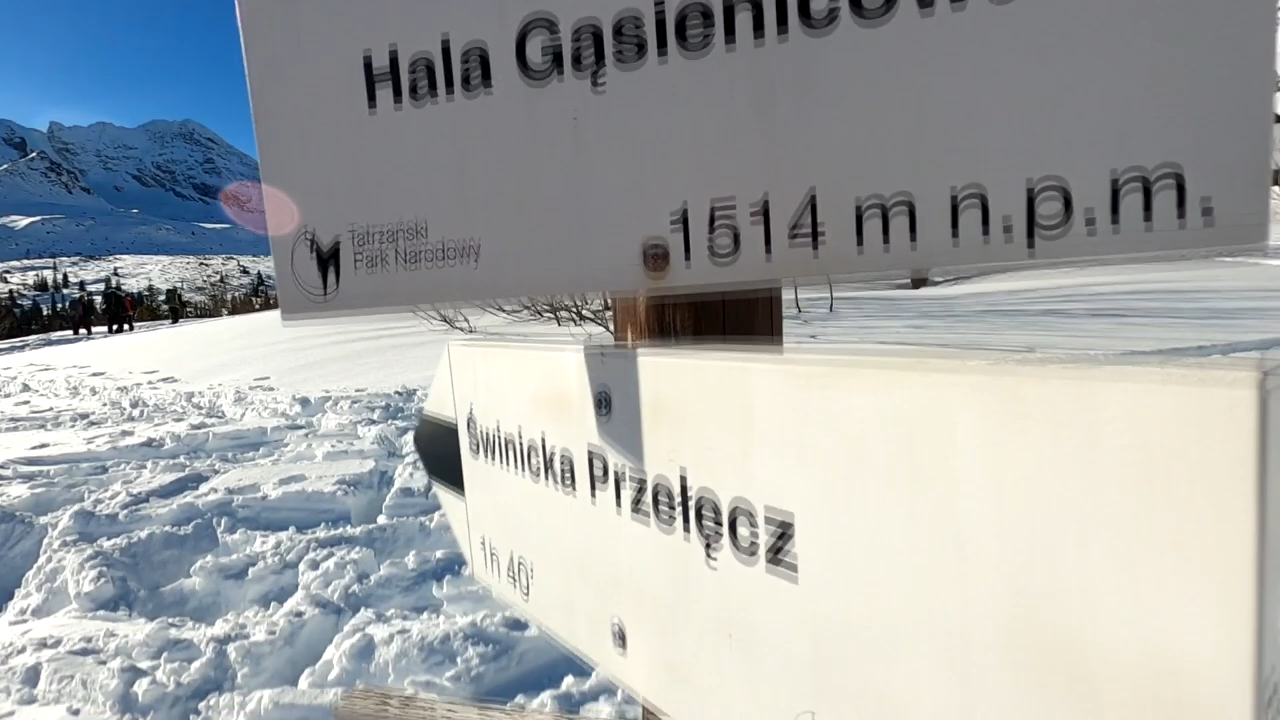 Hala Gąsienicowa
1514 m n.p.m.
Tatrzański
Park Narodowy
Świnicka Przełęcz
1h 40'